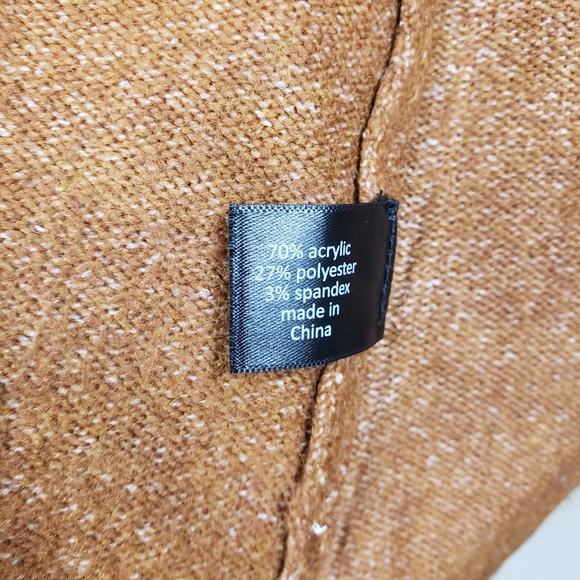 70% acrylic
27% polyester
3% spandex
made in
China